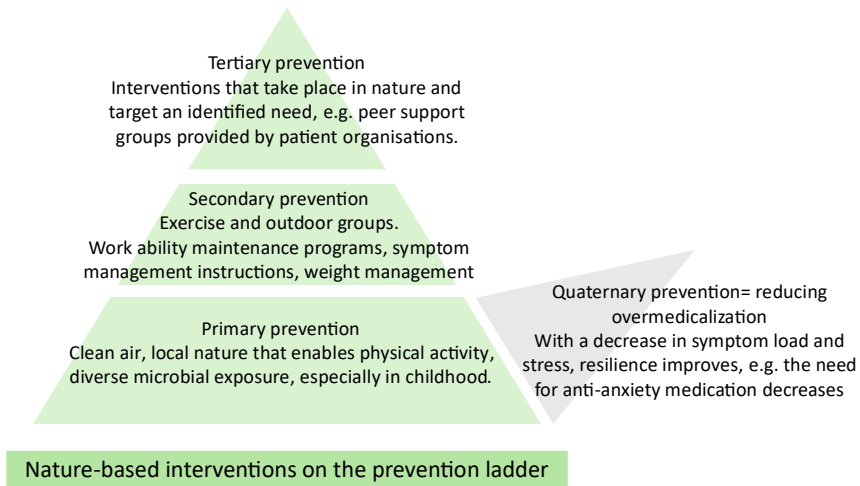 Tertiary prevention
Interventions that take place in nature and
target an identified need, e.g. peer support
groups provided by patient organisations.
Secondary prevention
Exercise and outdoor groups.
Work ability maintenance programs, symptom
management instructions, weight management
Primary prevention
Clean air, local nature that enables physical activity,
diverse microbial exposure, especially in childhood.
Quaternary prevention= reducing
overmedicalization
With a decrease in symptom load and
stress, resilience improves, e.g. the need
for anti-anxiety medication decreases
Nature-based interventions on the prevention ladder